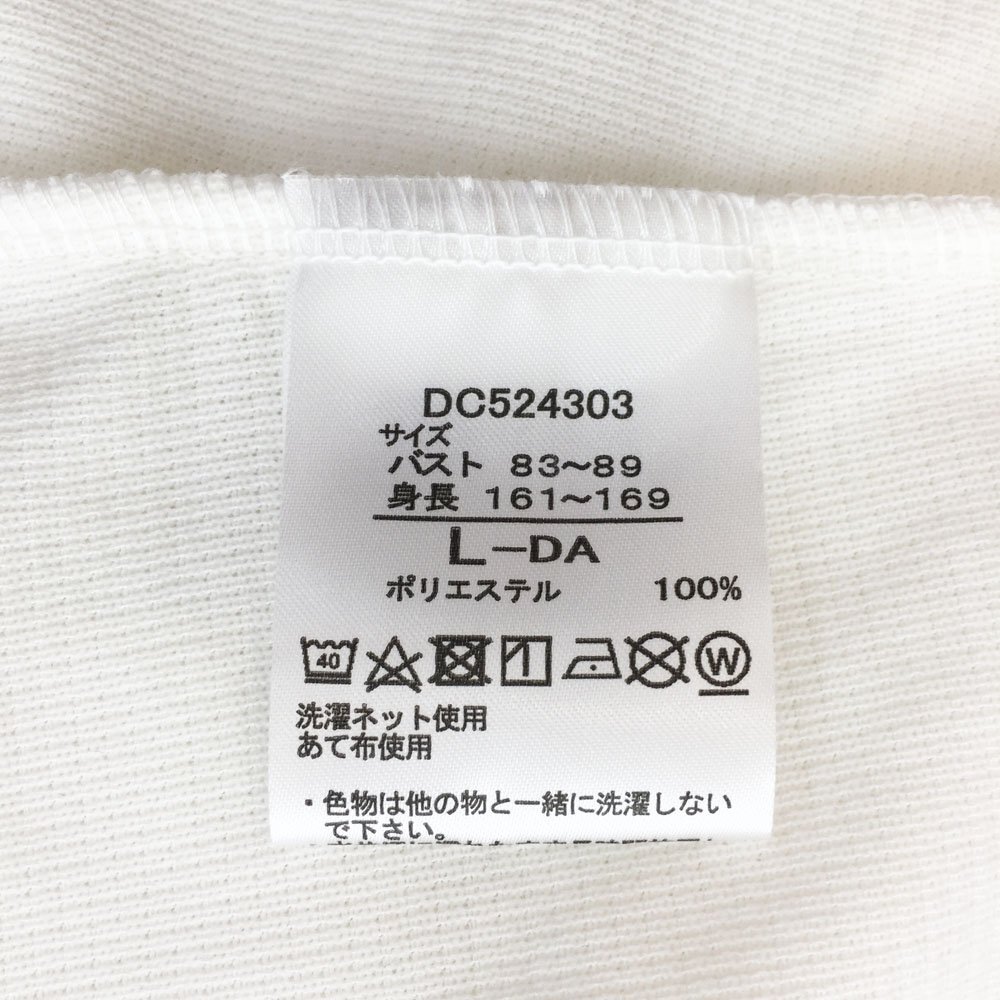 DC524303
サイズ
バスト 83〜89
身長 161〜169
L-DA
ポリエステル 100%
40 W
洗濯ネット使用
あて布使用
・色物は他の物と一緒に洗濯しない
で下さい。